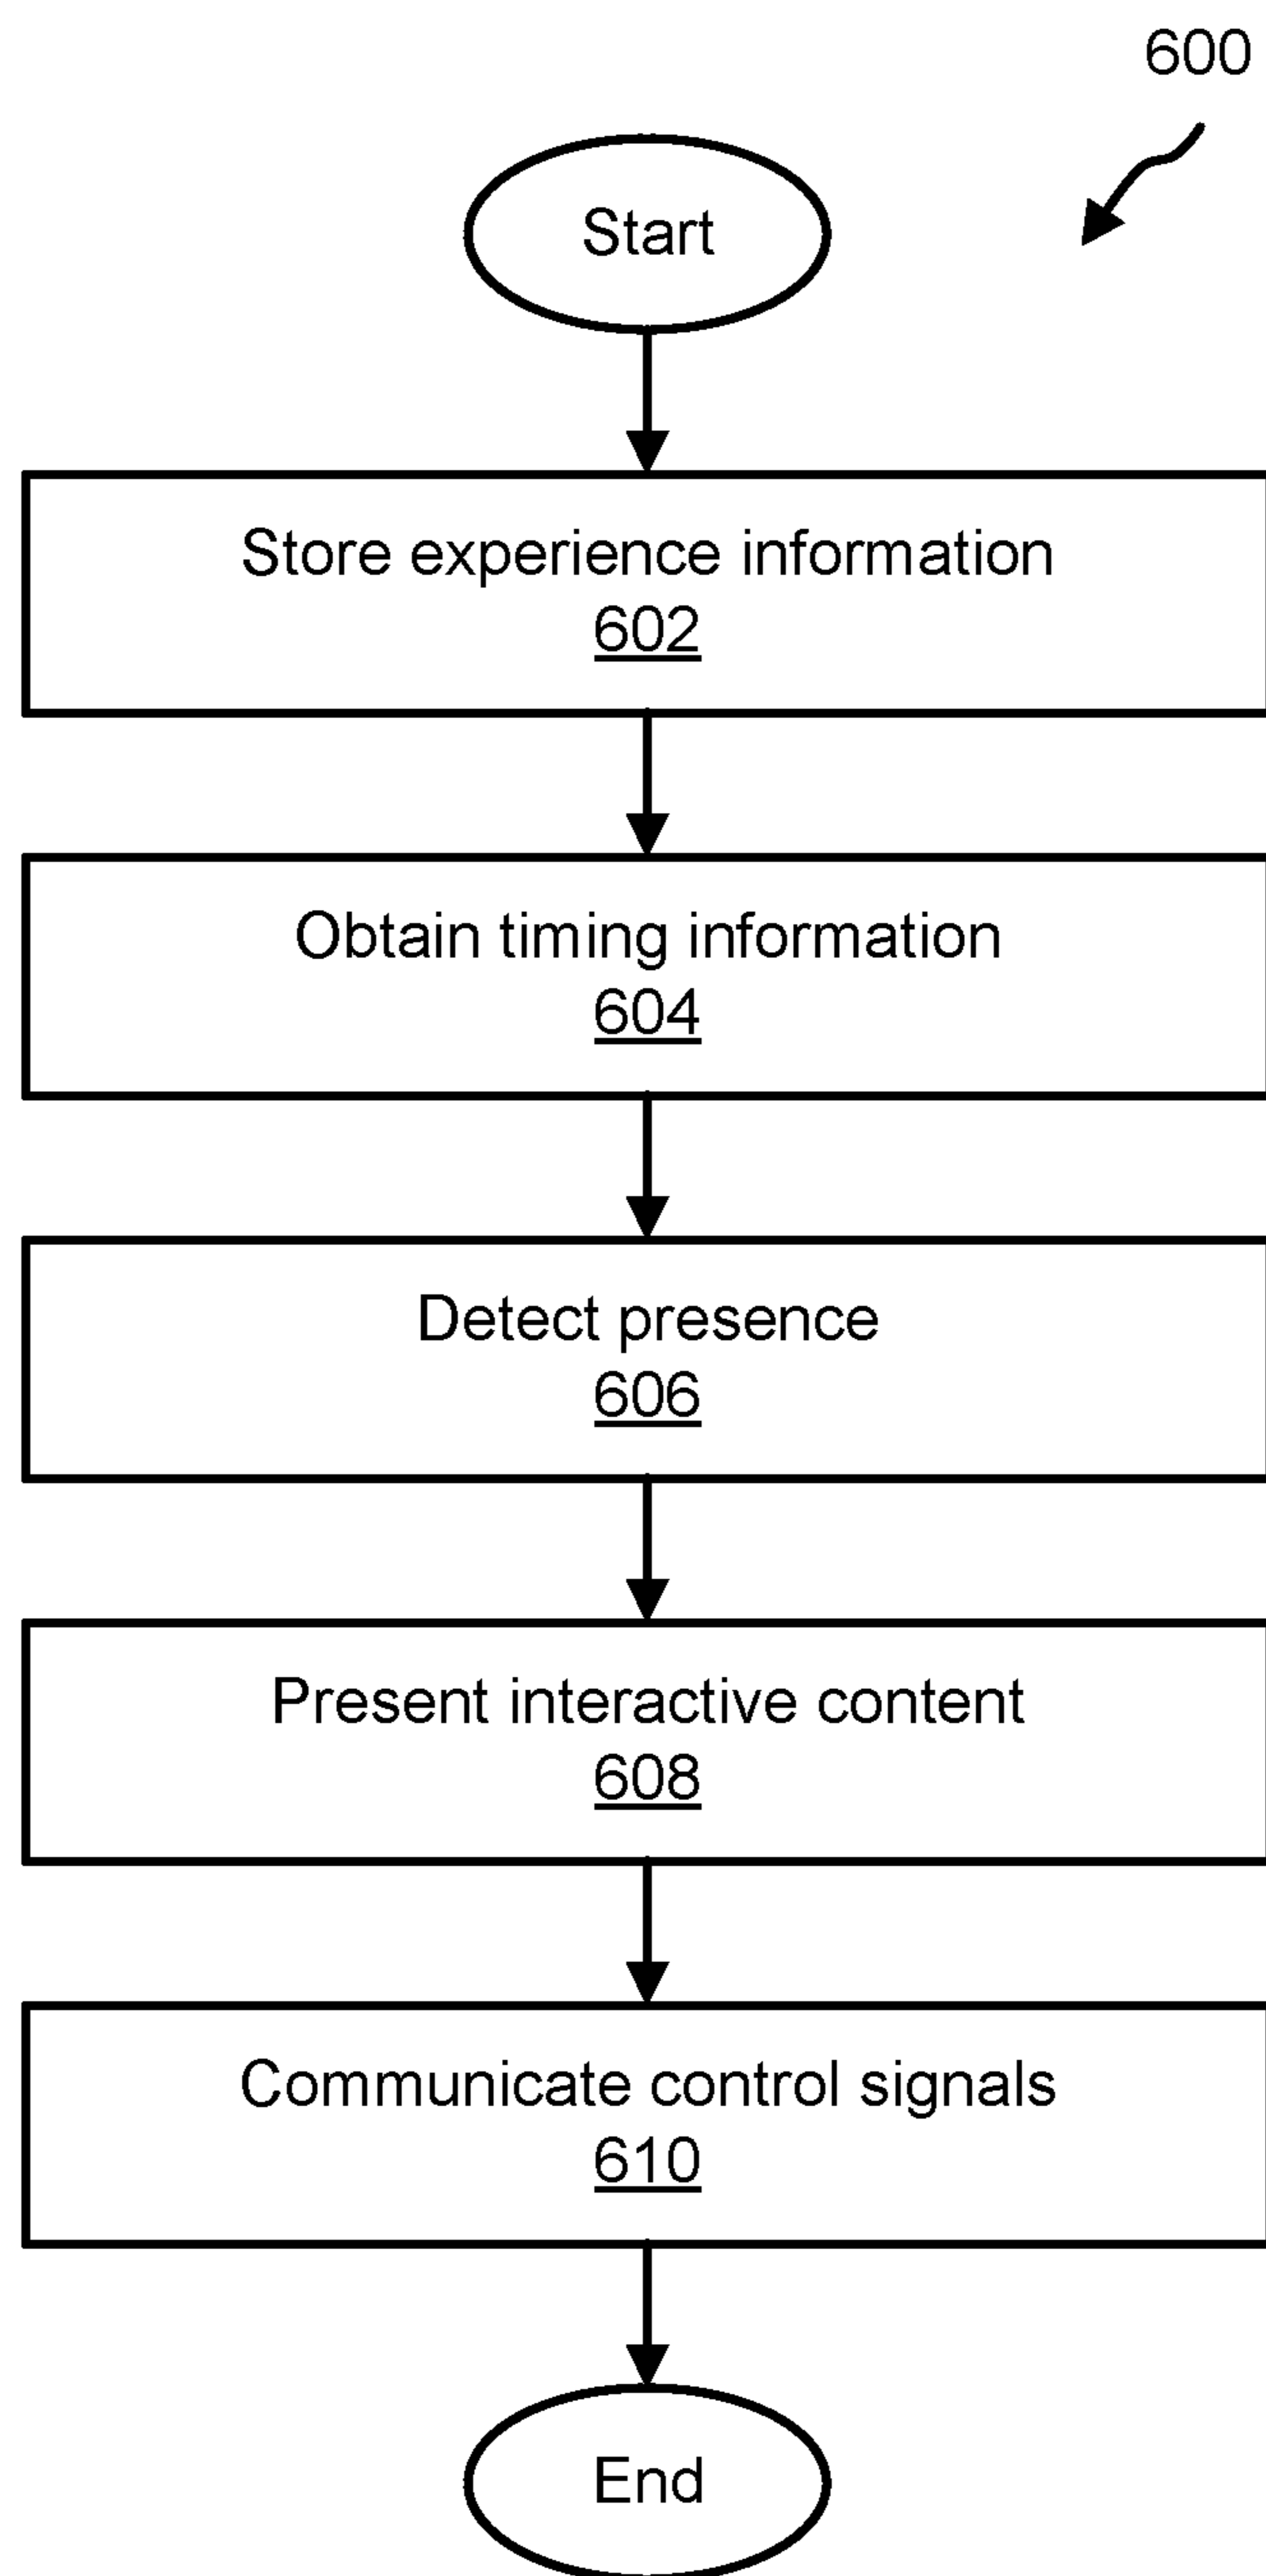 600
Start
Store experience information
602
Obtain timing information
604
Detect presence
606
Present interactive content
608
Communicate control signals
610
End